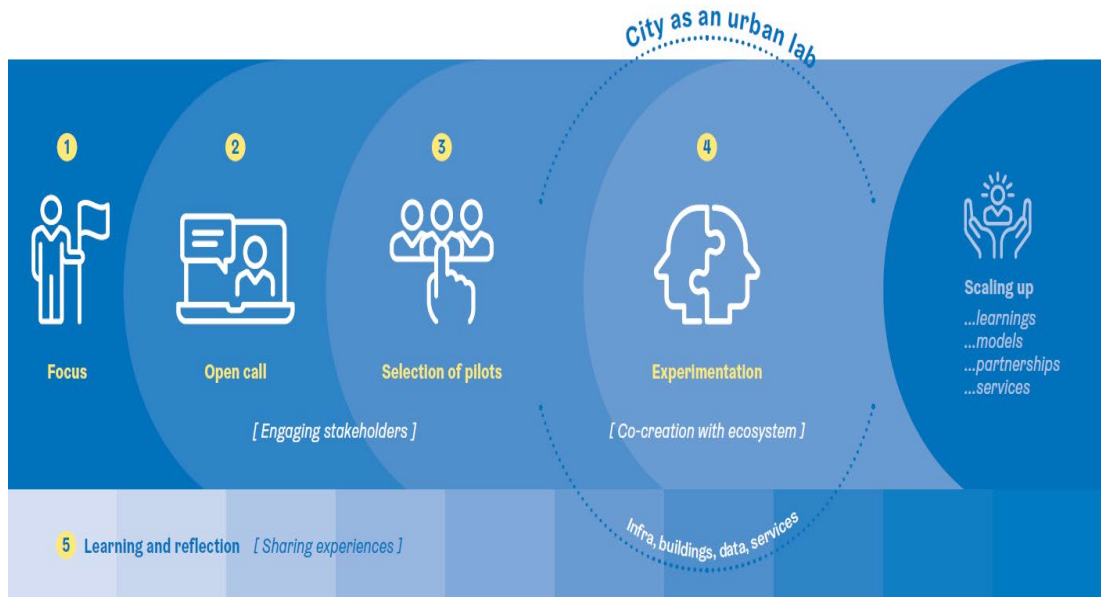 City as an urban lab
1
2
3
4
Focus
Open call
Selection of pilots
Experimentation
[ Engaging stakeholders ]
[ Co-creation with ecosystem ]
Scaling up
...learnings
...models
...partnerships
...services
Infra, buildings, data, services
5 Learning and reflection [ Sharing experiences ]